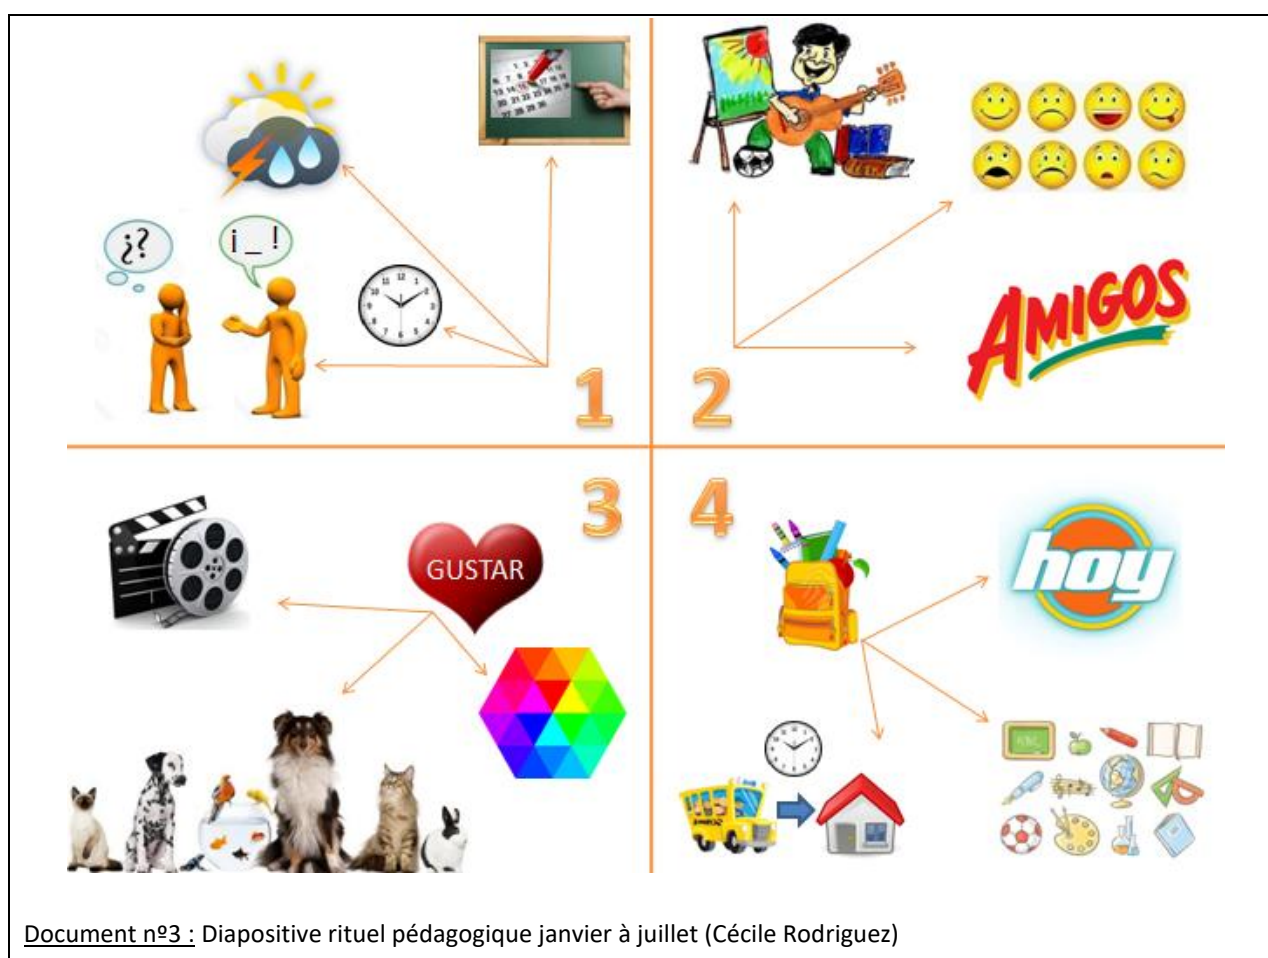 ¿?
¡_!
1
2
AMIGOS
3
GUSTAR
4
hoy
Document nº3 : Diapositive rituel pédagogique janvier à juillet (Cécile Rodriguez)